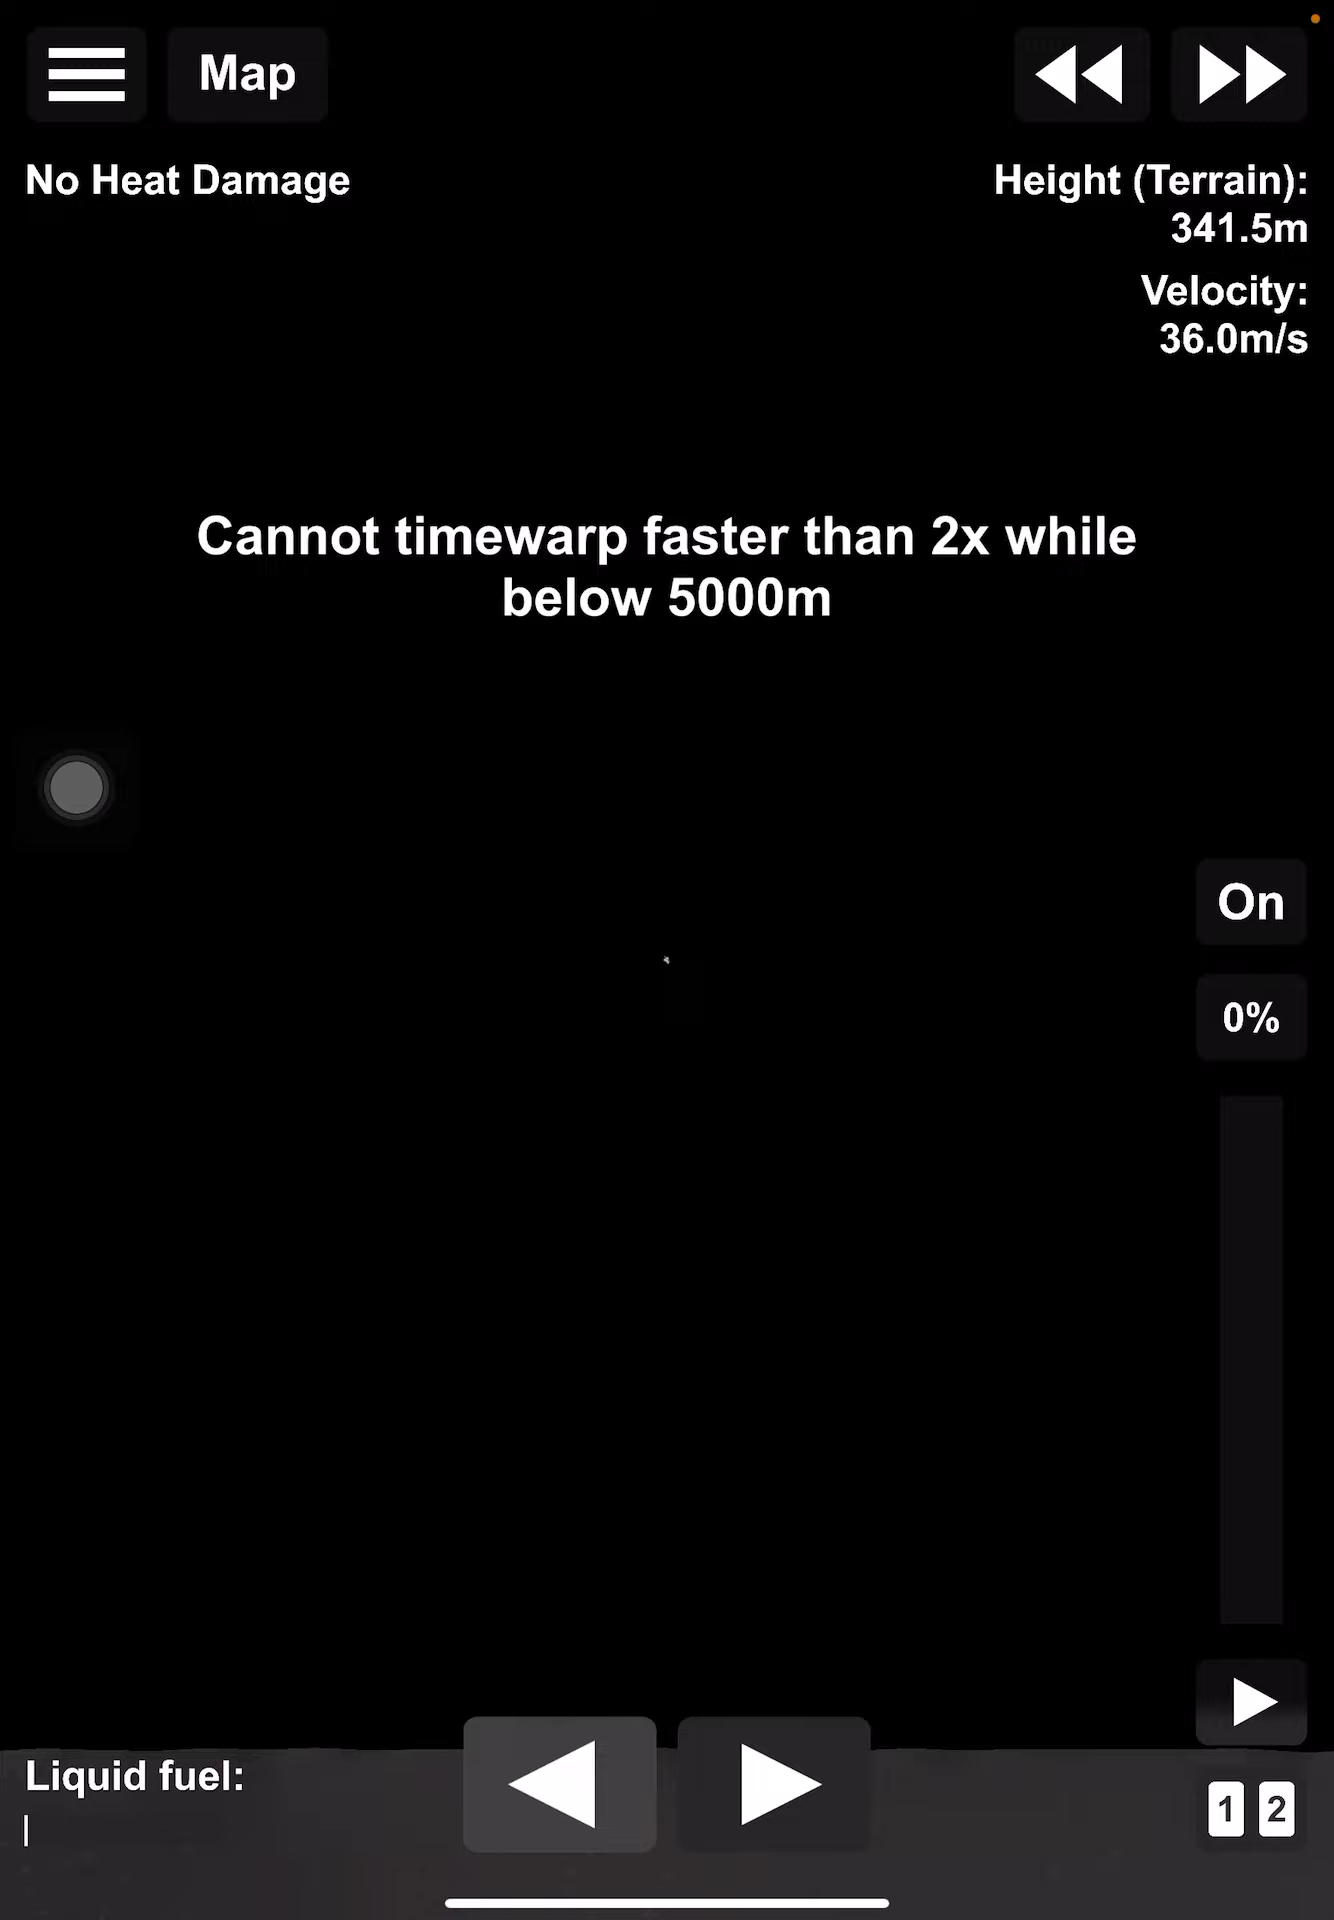 Map
No Heat Damage
Height (Terrain):
341.5m
Velocity:
36.0m/s
Cannot timewarp faster than 2x while
below 5000m
On
0%
Liquid fuel:
1 2